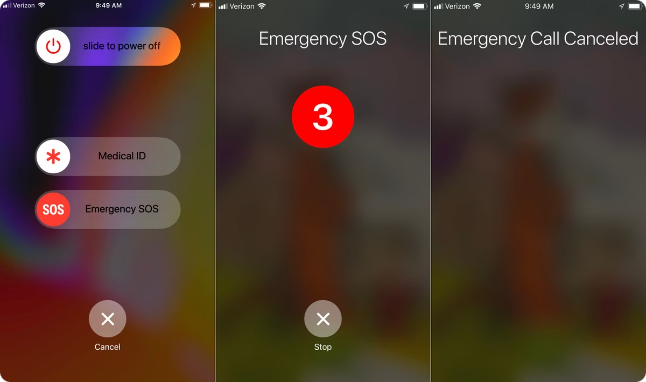 Verizon
9:49 AM
slide to power off
Medical ID
SOS
Emergency SOS
Cancel
Verizon
Emergency SOS
3
Stop
Verizon
9:49 AM
Emergency Call Canceled